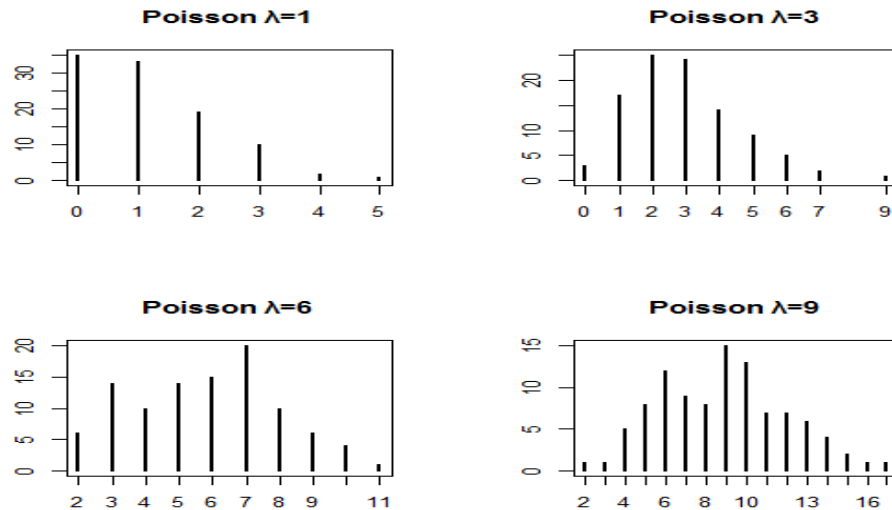 Poisson λ=1
0 10 20 30
0 1 2 3 4 5
Poisson λ=3
0 5 10 20
0 1 2 3 4 5 6 7 9
Poisson λ=6
0 5 10 15 20
2 3 4 5 6 7 8 9 11
Poisson λ=9
0 5 10 15
2 4 6 8 10 13 16